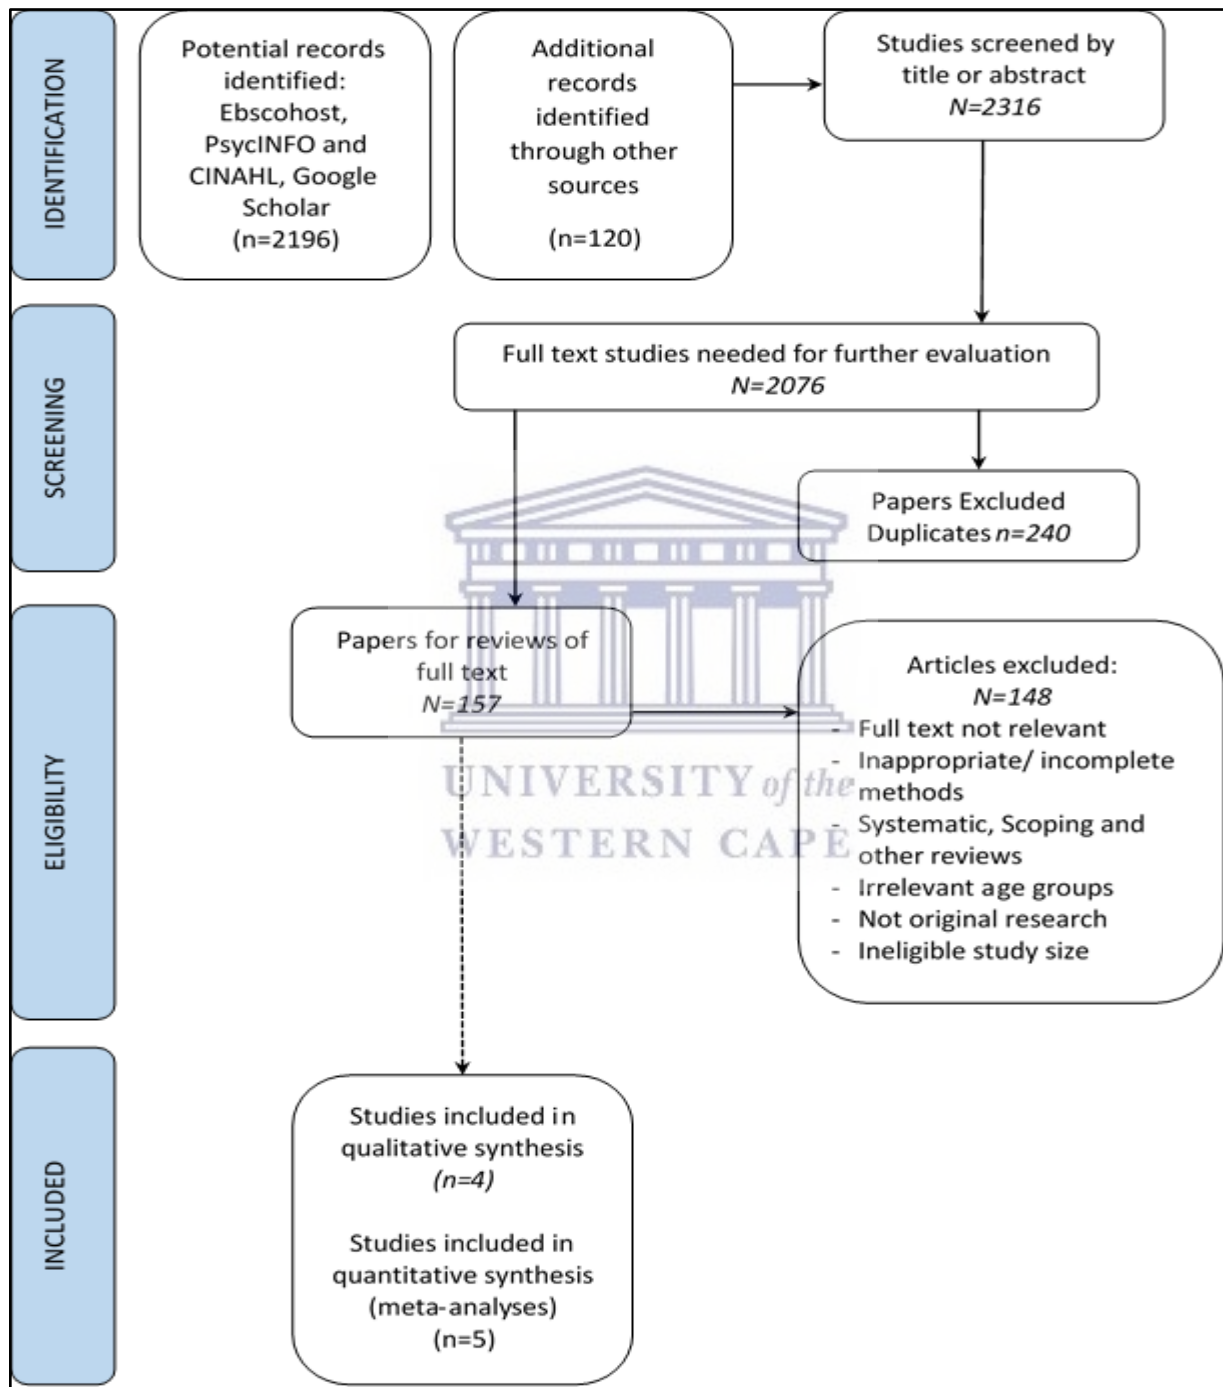 IDENTIFICATION
Potential records
identified:
Ebscohost,
PsycINFO and
CINAHL, Google
Scholar
(n=2196)
Additional
records
identified
through other
sources
(n=120)
Studies screened by
title or abstract
N=2316
SCREENING
Full text studies needed for further evaluation
N=2076
Papers Excluded
Duplicates n=240
ELIGIBILITY
Papers for reviews of
full text
N=157
Articles excluded:
N=148
- Full text not relevant
- Inappropriate/ incomplete
methods
- Systematic, Scoping and
other reviews
- Irrelevant age groups
- Not original research
- Ineligible study size
UNIVERSITY of the
WESTERN CAPE
INCLUDED
Studies included in
qualitative synthesis
(n=4)
Studies included in
quantitative synthesis
(meta-analyses)
(n=5)